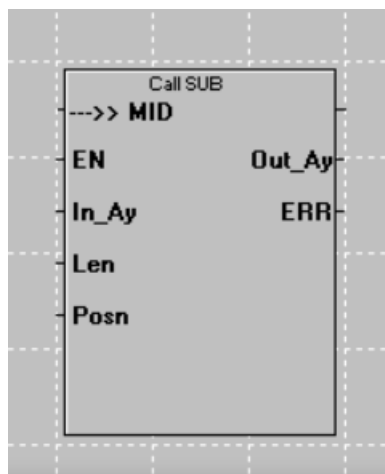 Call SUB
--->> MID
EN Out_Ay
In_Ay ERR
Len
Posn